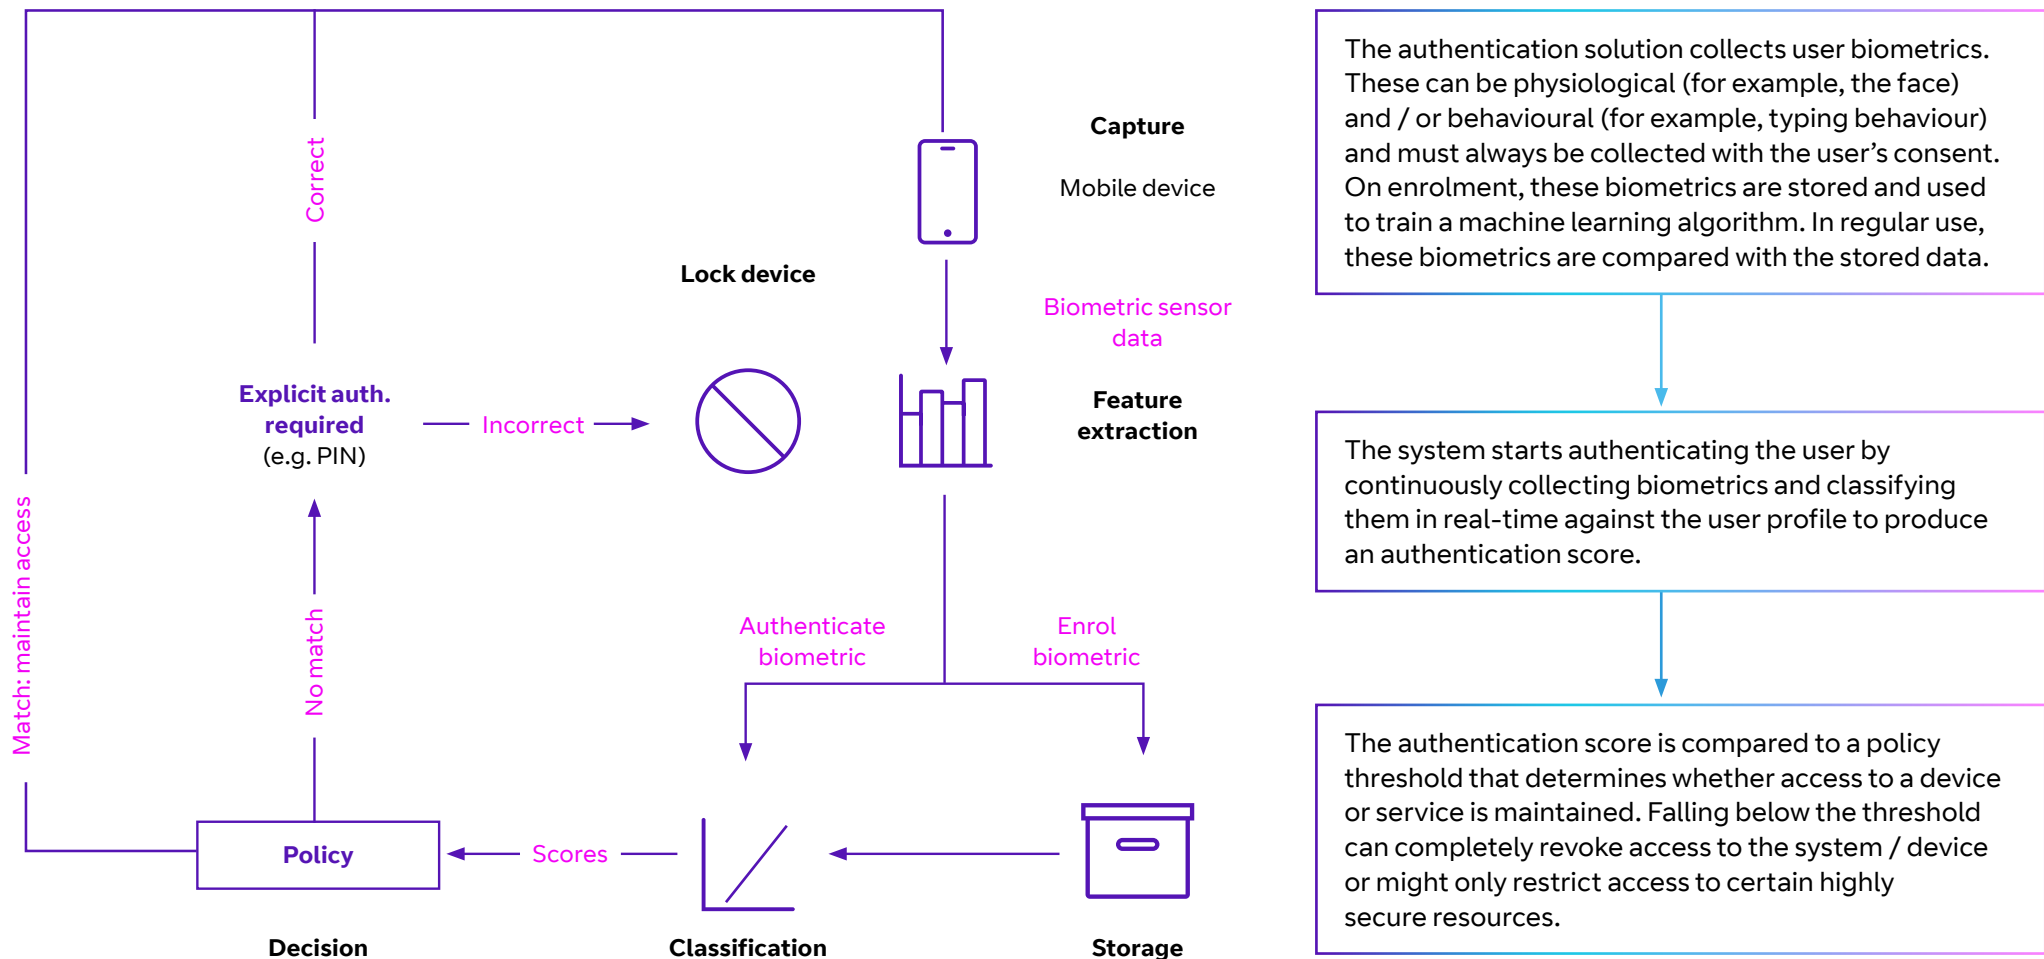 Capture
Mobile device
Correct
Lock device
Biometric sensor
data
Explicit auth.
required
(e.g. PIN)
Incorrect
Feature
extraction
Match: maintain access
No match
Authenticate
biometric
Enrol
biometric
Policy
Scores
Decision
Classification
Storage
The authentication solution collects user biometrics.
These can be physiological (for example, the face)
and / or behavioural (for example, typing behaviour)
and must always be collected with the user’s consent.
On enrolment, these biometrics are stored and used
to train a machine learning algorithm. In regular use,
these biometrics are compared with the stored data.
The system starts authenticating the user by
continuously collecting biometrics and classifying
them in real-time against the user profile to produce
an authentication score.
The authentication score is compared to a policy
threshold that determines whether access to a device
or service is maintained. Falling below the threshold
can completely revoke access to the system / device
or might only restrict access to certain highly
secure resources.